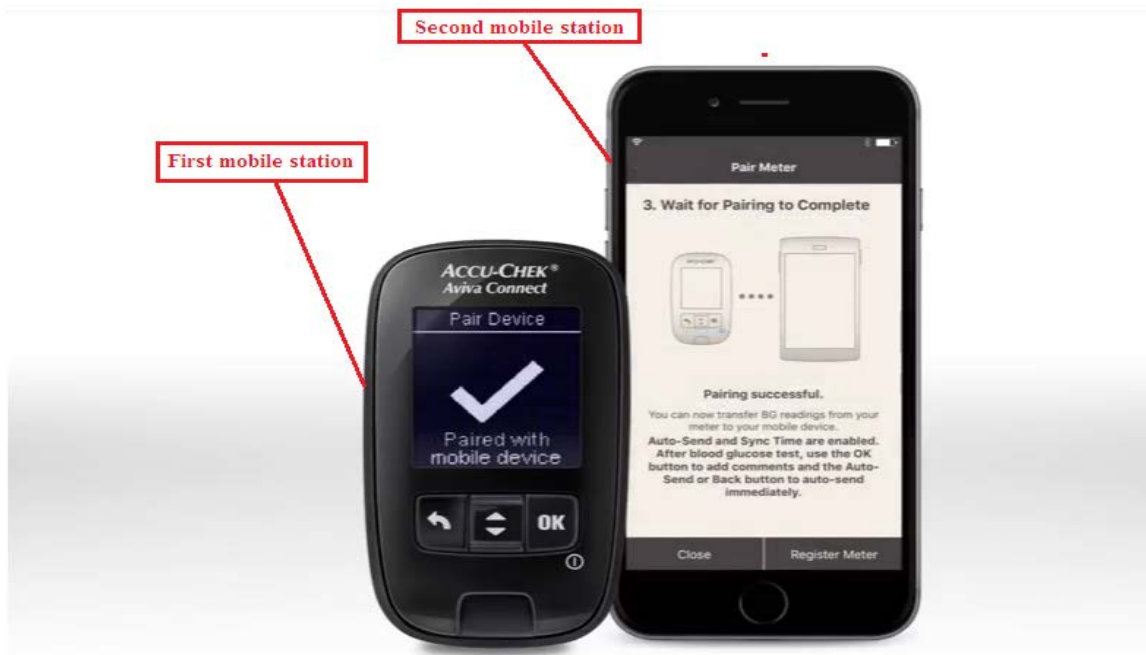 Second mobile station
First mobile station
Pair Meter
3. Wait for Pairing to Complete
ACCU-CHEK®
Pairing successful.
You can now transfer BG readings from your
meter to your mobile device.
Auto-Send and Sync Time are enabled.
After blood glucose test, use the OK
button to add comments and the Auto-
Send or Back button to auto-send
immediately.
Close
Register Meter
ACCU-CHEK®
Aviva Connect
Pair Device
Paired with
mobile device
OK